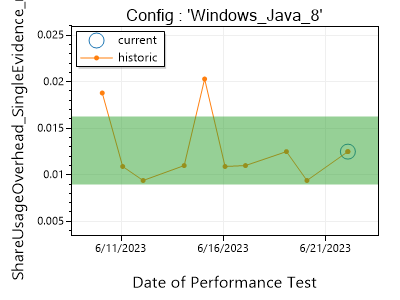 Config : 'Windows_Java_8'
current
historic
0.025
0.02
0.015
0.01
0.005
6/11/2023
6/16/2023
6/21/2023
ShareUsageOverhead_SingleEvidence_
Date of Performance Test